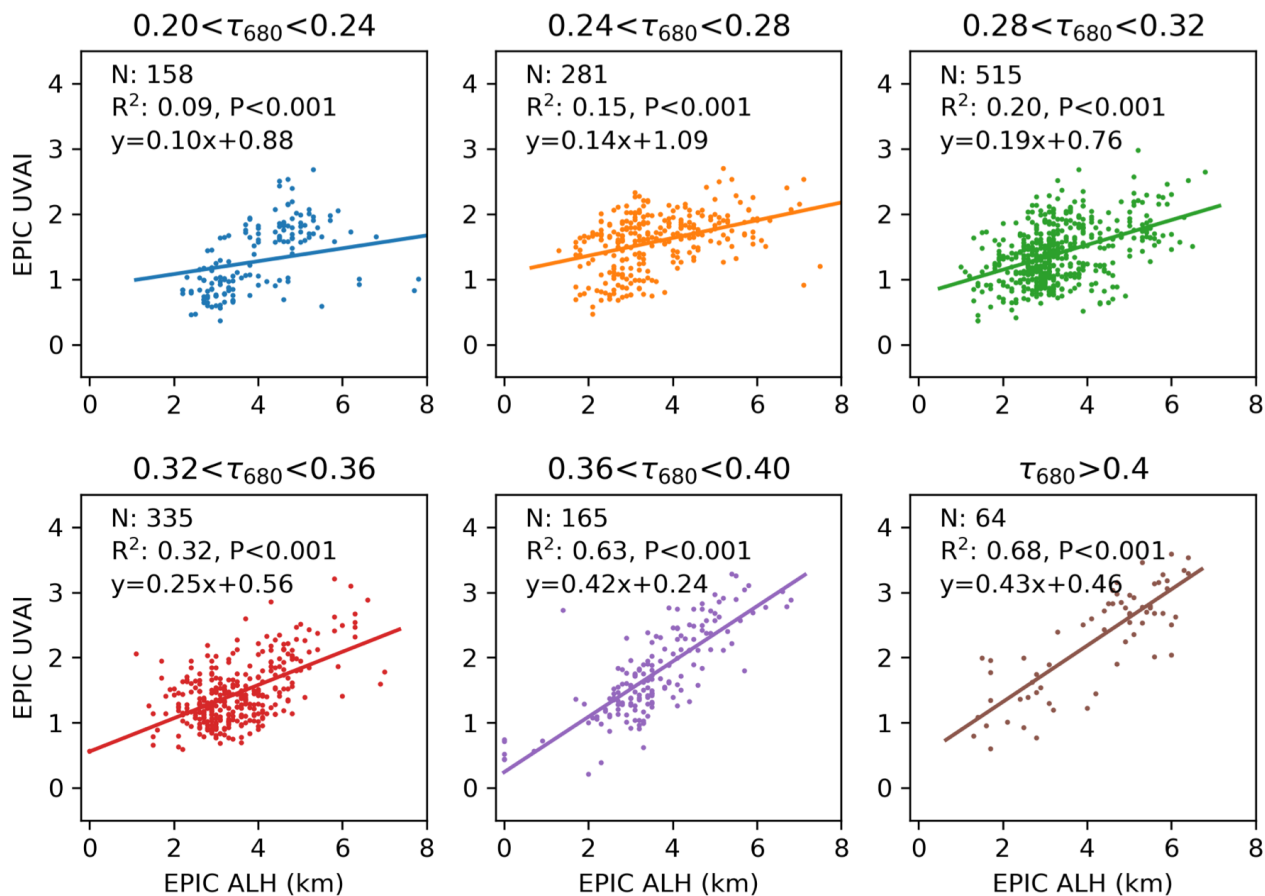 0.20<τ680<0.24
N: 158
R²: 0.09, P<0.001
y=0.10x+0.88
EPIC UVAI
4
3
2
1
0
0 2 4 6 8
0.24<τ680<0.28
N: 281
R²: 0.15, P<0.001
y=0.14x+1.09
4
3
2
1
0
0 2 4 6 8
0.28<τ680<0.32
N: 515
R²: 0.20, P<0.001
y=0.19x+0.76
4
3
2
1
0
0 2 4 6 8
0.32<τ680<0.36
N: 335
R²: 0.32, P<0.001
y=0.25x+0.56
EPIC UVAI
4
3
2
1
0
0 2 4 6 8
EPIC ALH (km)
0.36<τ680<0.40
N: 165
R²: 0.63, P<0.001
y=0.42x+0.24
4
3
2
1
0
0 2 4 6 8
EPIC ALH (km)
τ680>0.4
N: 64
R²: 0.68, P<0.001
y=0.43x+0.46
4
3
2
1
0
0 2 4 6 8
EPIC ALH (km)